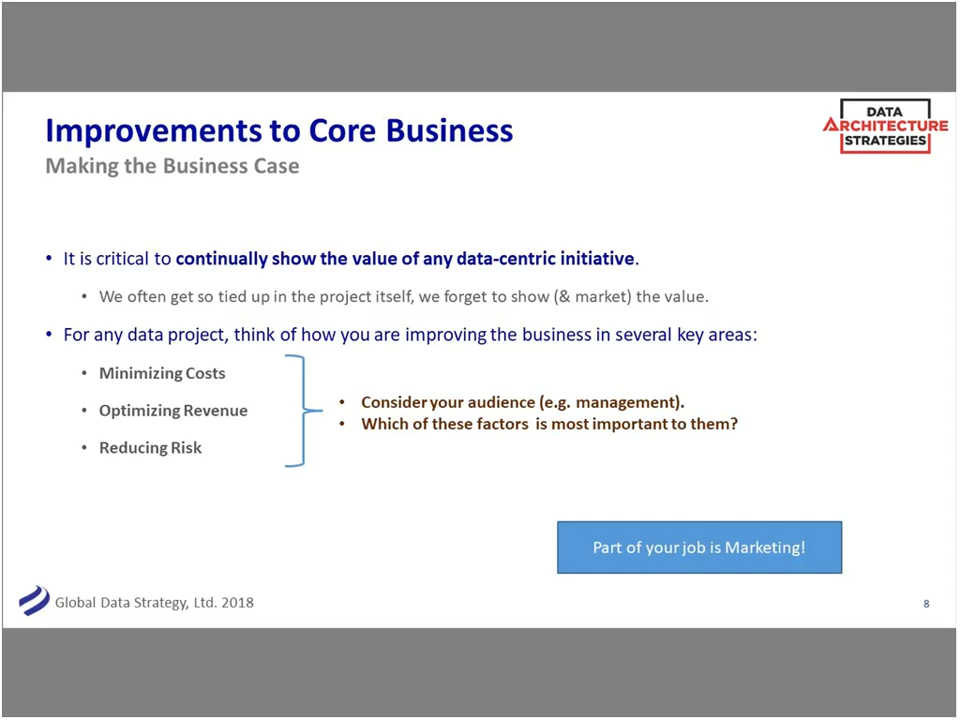 Improvements to Core Business
Making the Business Case
DATA
ARCHITECTURE
STRATEGIES
• It is critical to continually show the value of any data-centric initiative.
• We often get so tied up in the project itself, we forget to show (& market) the value.
• For any data project, think of how you are improving the business in several key areas:
• Minimizing Costs
• Optimizing Revenue
• Reducing Risk
• Consider your audience (e.g. management).
• Which of these factors is most important to them?
Part of your job is Marketing!
Global Data Strategy, Ltd. 2018
8